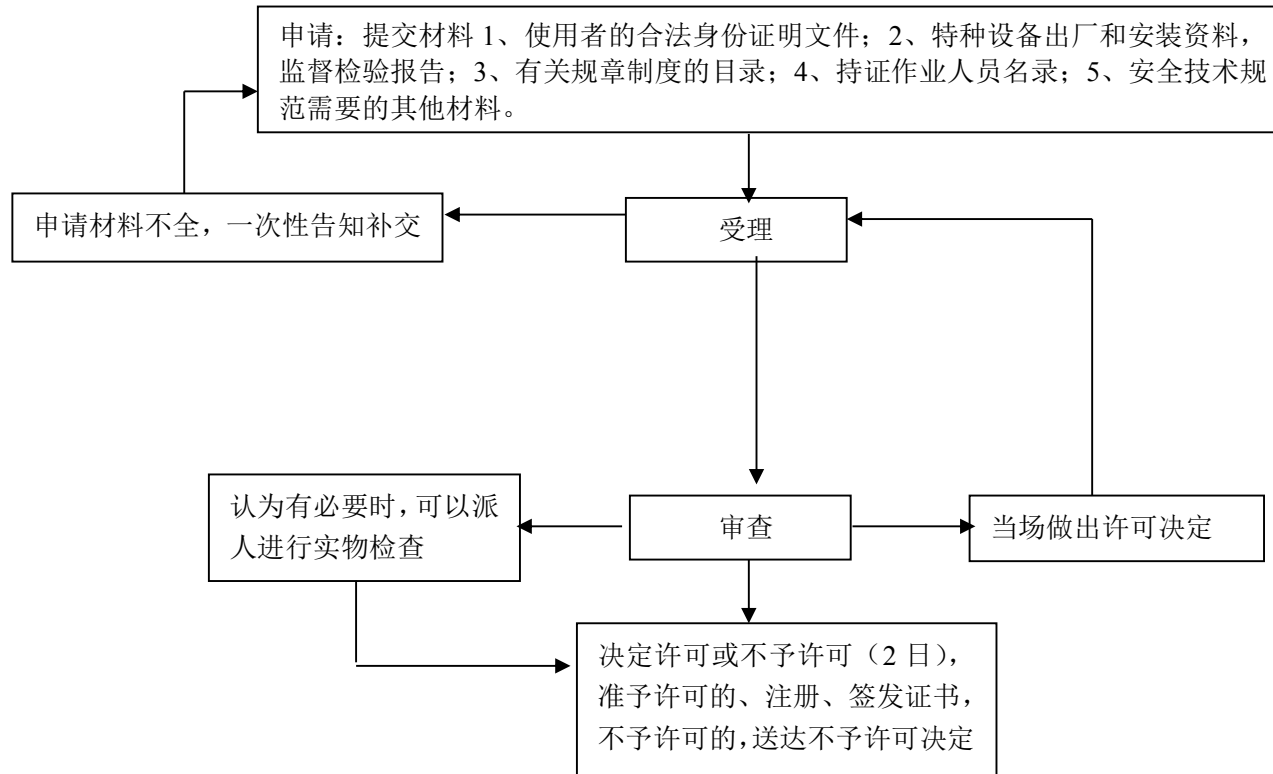 申请：提交材料 1、使用者的合法身份证明文件；2、特种设备出厂和安装资料，
监督检验报告；3、有关规章制度的目录；4、持证作业人员名录；5、安全技术规
范需要的其他材料。
申请材料不全，一次性告知补交
受理
认为有必要时，可以派
人进行实物检查
审查
当场做出许可决定
决定许可或不予许可（2 日），
准予许可的、注册、签发证书，
不予许可的，送达不予许可决定